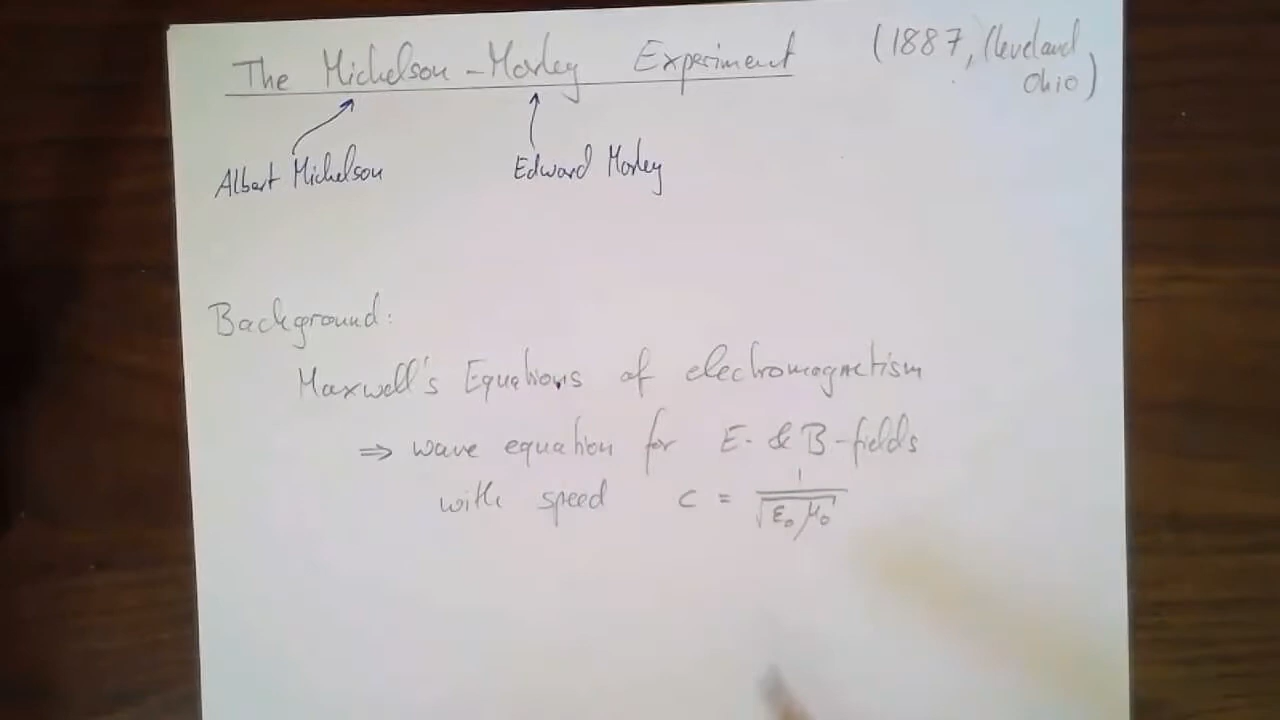 The Michelson-Morley Experiment (1887, Cleveland,
Ohio)
Albert Michelson Edward Morley
Background:
Maxwell's Equations of electromagnetism
⇒ wave equation for E- & B-fields
with speed c = 1/√ε₀μ₀